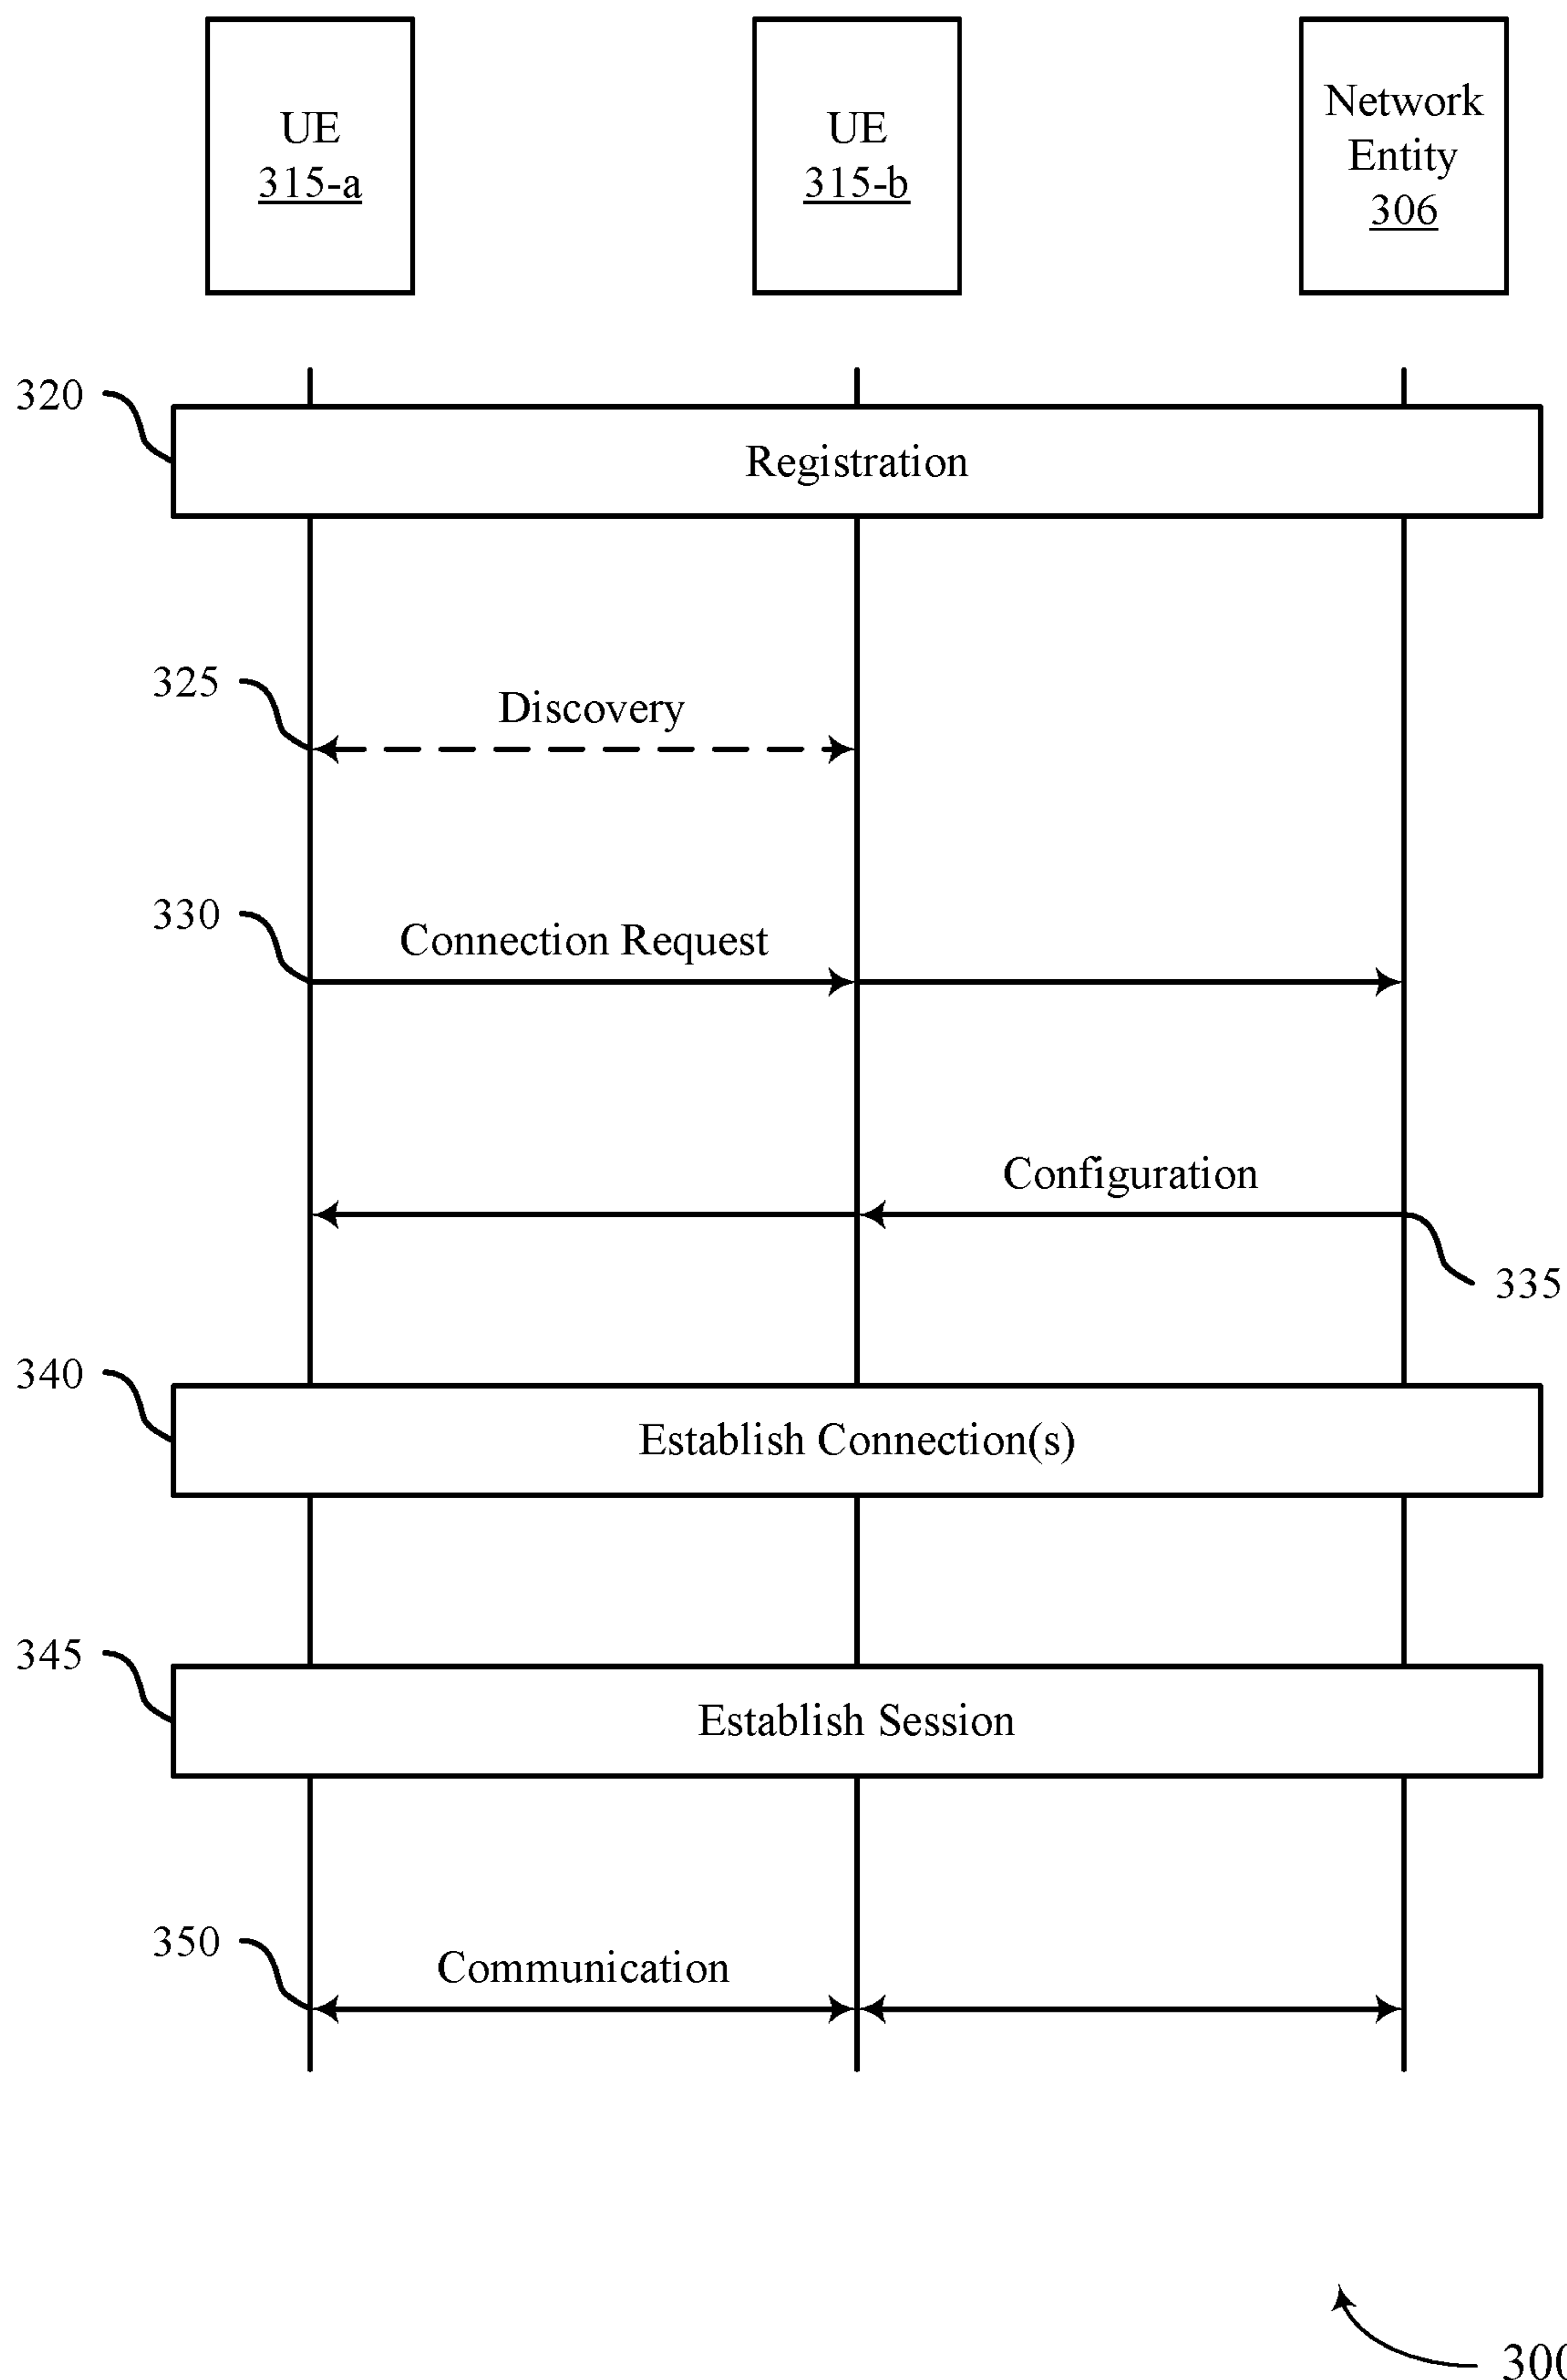 UE
315-a
UE
315-b
Network
Entity
306
320
Registration
325
Discovery
330
Connection Request
Configuration
335
340
Establish Connection(s)
345
Establish Session
350
Communication
300